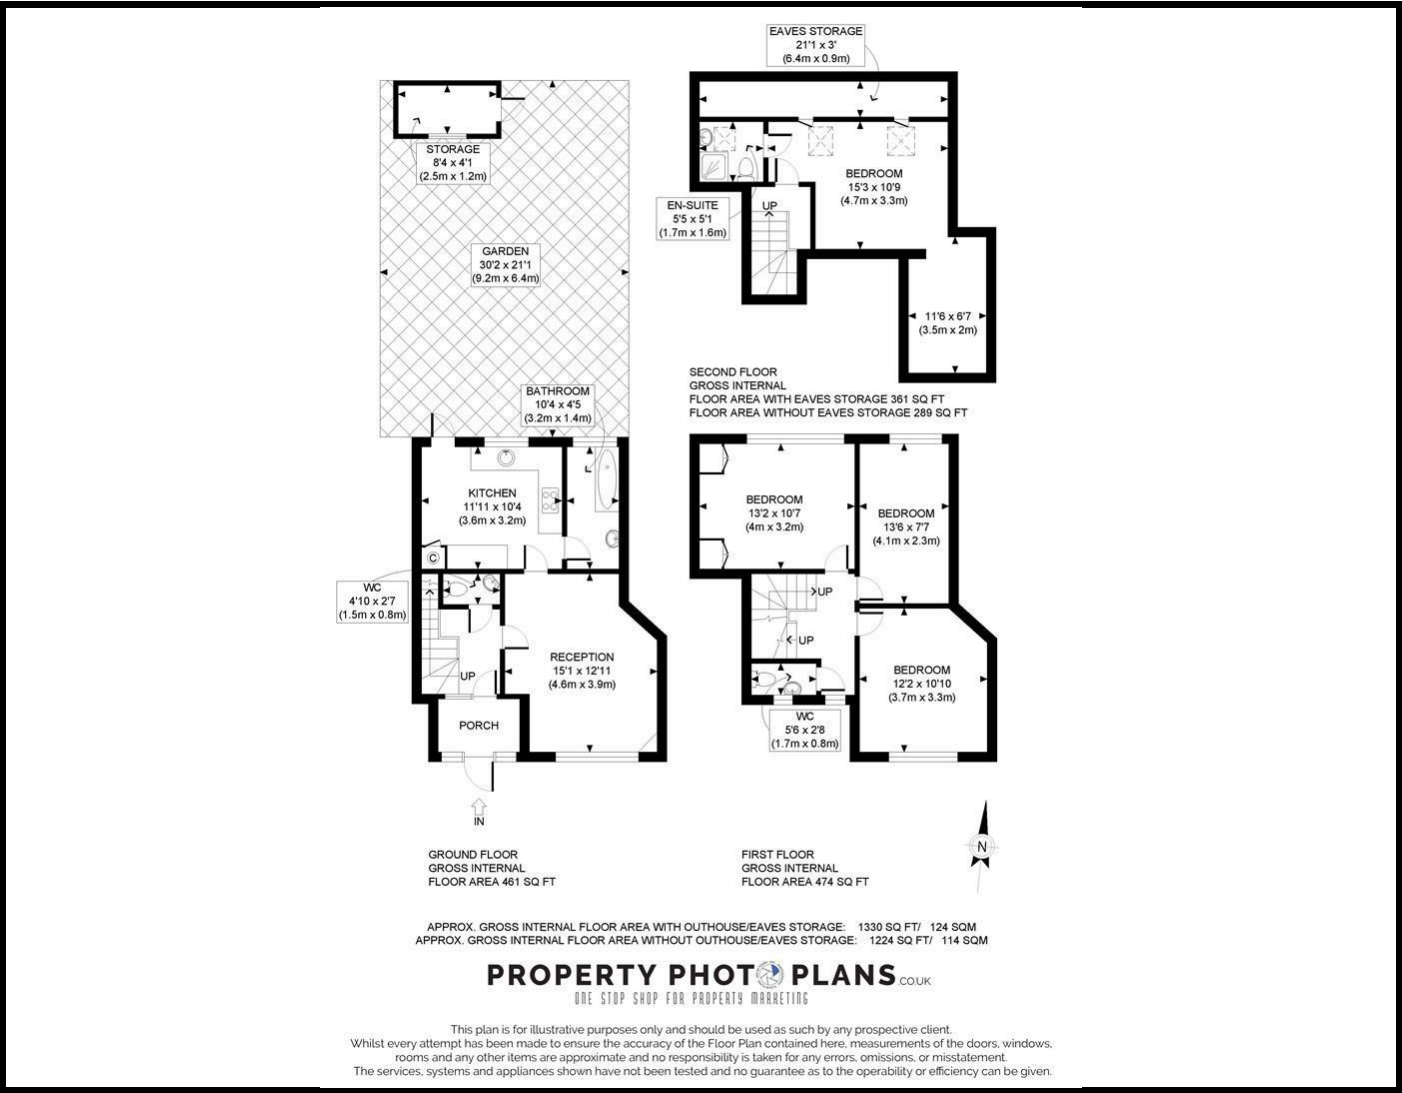 EAVES STORAGE
21'1 x 3'
(6.4m x 0.9m)
STORAGE
8'4 x 4'1
(2.5m x 1.2m)
GARDEN
30'2 x 21'1
(9.2m x 6.4m)
BEDROOM
15'3 x 10'9
(4.7m x 3.3m)
EN-SUITE
5'5 x 5'1
(1.7m x 1.6m)
UP
11'6 x 6'7
(3.5m x 2m)
SECOND FLOOR
GROSS INTERNAL
FLOOR AREA WITH EAVES STORAGE 361 SQ FT
FLOOR AREA WITHOUT EAVES STORAGE 289 SQ FT
BATHROOM
10'4 x 4'5
(3.2m x 1.4m)
KITCHEN
11'11 x 10'4
(3.6m x 3.2m)
C
WC
4'10 x 2'7
(1.5m x 0.8m)
RECEPTION
15'1 x 12'11
(4.6m x 3.9m)
UP
PORCH
IN
BEDROOM
13'2 x 10'7
(4m x 3.2m)
BEDROOM
13'6 x 7'7
(4.1m x 2.3m)
UP
UP
BEDROOM
12'2 x 10'10
(3.7m x 3.3m)
WC
5'6 x 2'8
(1.7m x 0.8m)
N
GROUND FLOOR
GROSS INTERNAL
FLOOR AREA 461 SQ FT
FIRST FLOOR
GROSS INTERNAL
FLOOR AREA 474 SQ FT
APPROX. GROSS INTERNAL FLOOR AREA WITH OUTHOUSE/EAVES STORAGE: 1330 SQ FT/ 124 SQM
APPROX. GROSS INTERNAL FLOOR AREA WITHOUT OUTHOUSE/EAVES STORAGE: 1224 SQ FT/ 114 SQM
PROPERTY PHOTO PLANS.CO.UK
ONE STOP SHOP FOR PROPERTY MARKETING
This plan is for illustrative purposes only and should be used as such by any prospective client.
Whilst every attempt has been made to ensure the accuracy of the Floor Plan contained here, measurements of the doors, windows,
rooms and any other items are approximate and no responsibility is taken for any errors, omissions, or misstatement.
The services, systems and appliances shown have not been tested and no guarantee as to the operability or efficiency can be given.